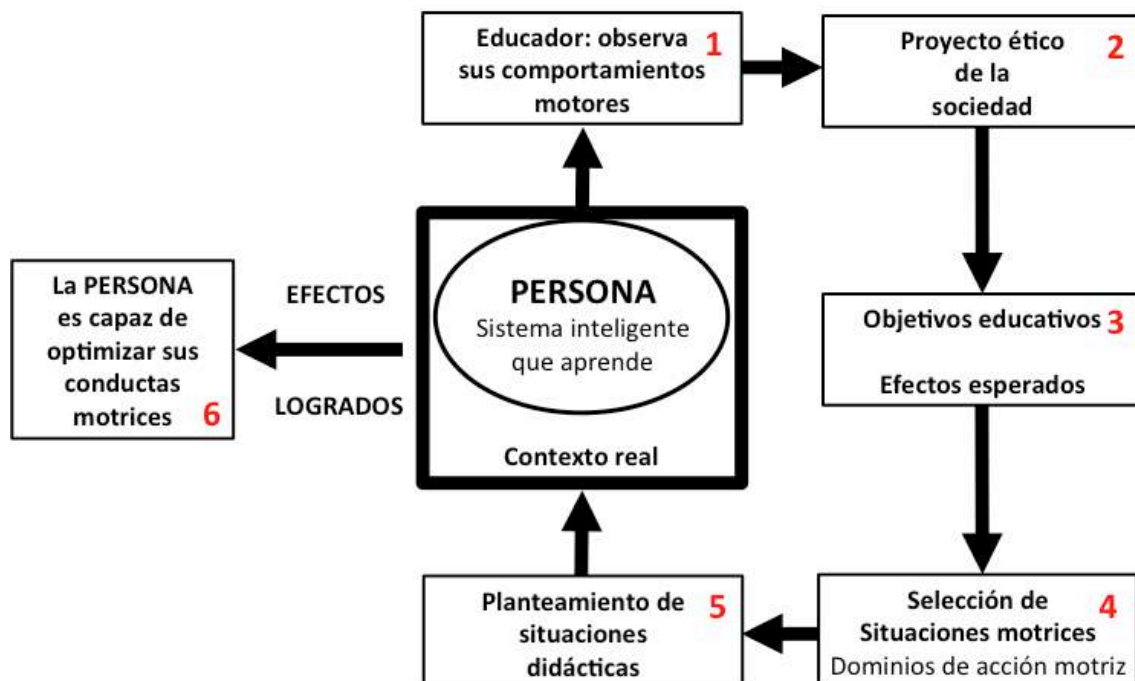 Educador: observa 1
sus comportamientos
motores
Proyecto ético 2
de la
sociedad
Objetivos educativos 3
Efectos esperados
Selección de 4
Situaciones motrices
Dominios de acción motriz
Planteamiento de 5
situaciones
didácticas
PERSONA
Sistema inteligente
que aprende
Contexto real
EFECTOS
LOGRADOS
La PERSONA
es capaz de
optimizar sus
conductas
motrices 6